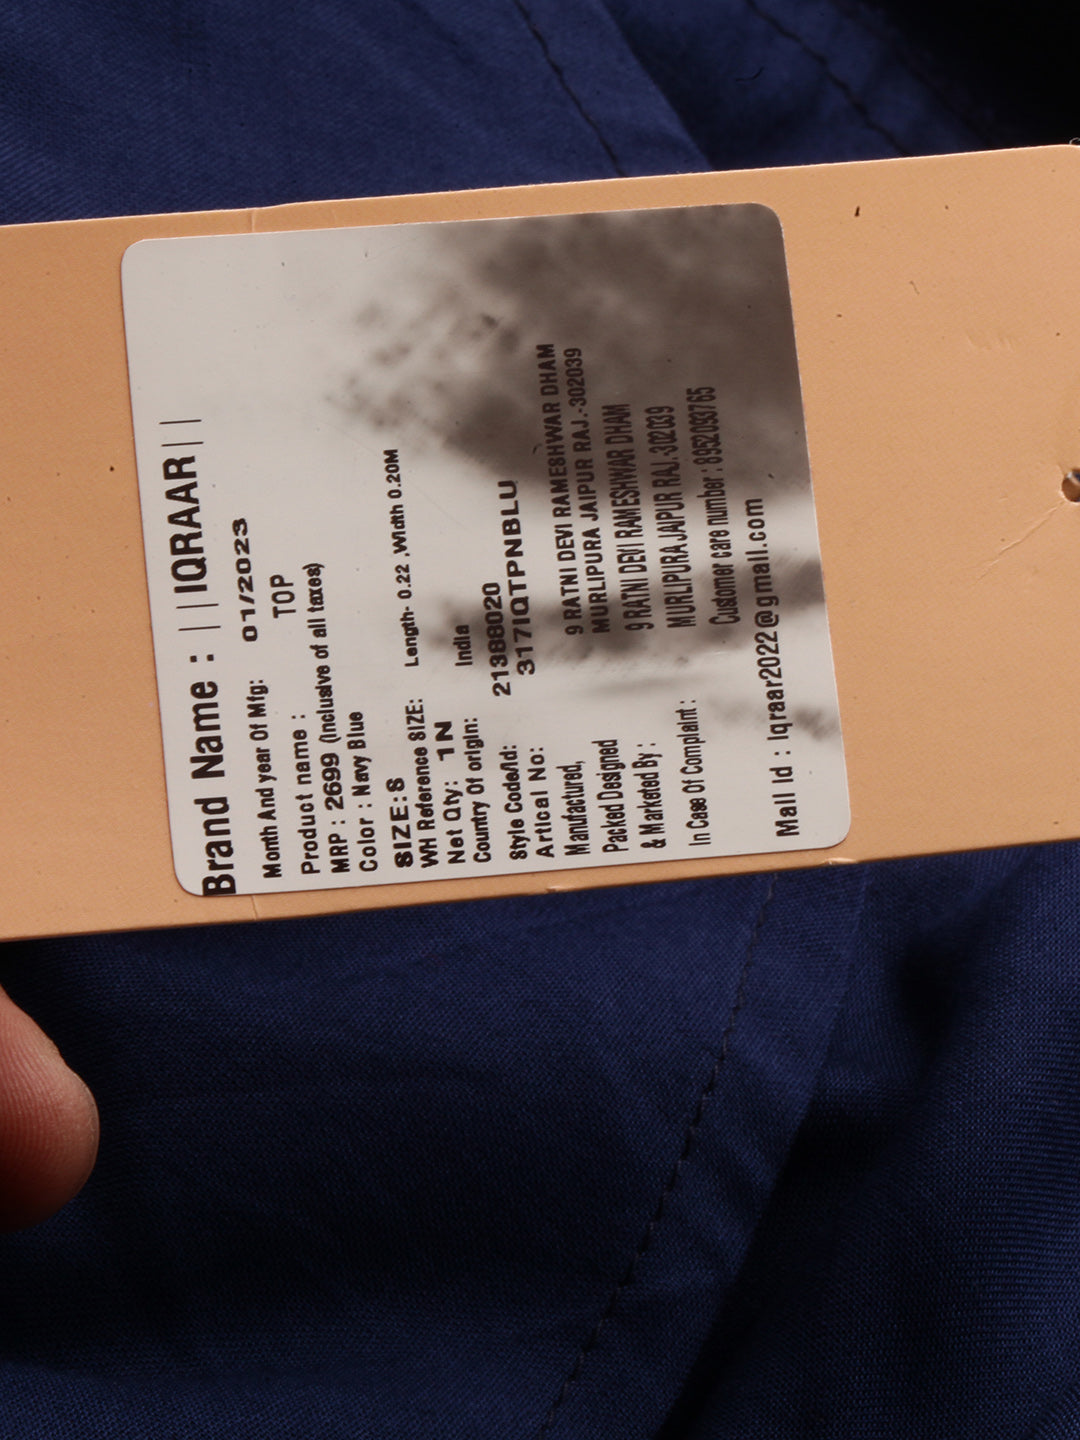 Brand Name : ||IQRAAR||
Month And year Of Mfg: 01/2023
Product name : TOP
MRP : 2699 (Inclusive of all taxes)
Color : Navy Blue
SIZE: S
WH Reference SIZE: Length- 0.22 ,Width 0.20M
Net Qty: 1N
Country Of origin: India
Style Code/Id: 21388020
Artical No: 317IQTPNBLU
Manufactured, 9 RATNI DEVI RAMESHWAR DHAM
MURLIPURA JAIPUR RAJ.-302039
Packed Designed 9 RATNI DEVI RAMESHWAR DHAM
& Marketed By : MURLIPURA JAIPUR RAJ.-302039
In Case Of Complaint : Customer care number : 8952093765
Mail Id : Iqraar2022@gmail.com